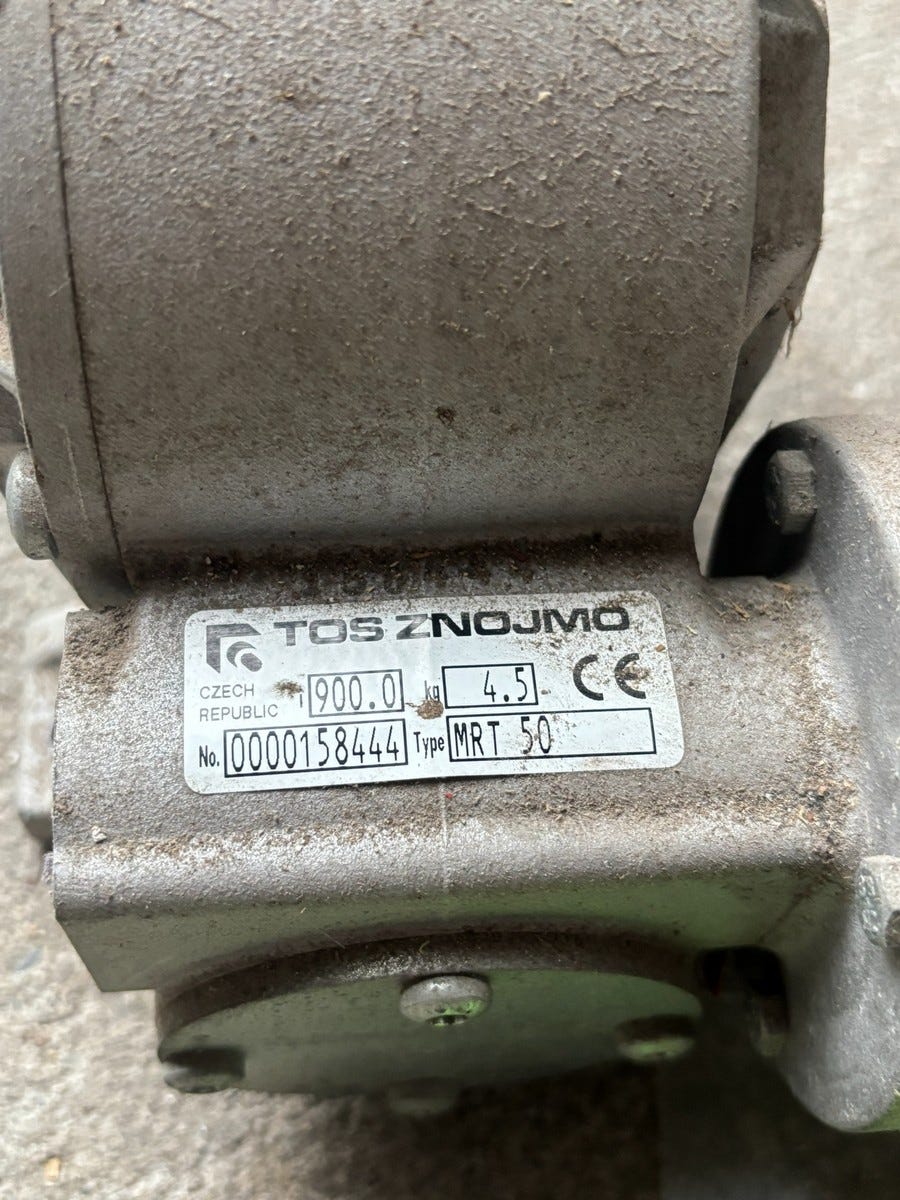 TOS ZNOJMO
CZECH REPUBLIC
i 900.0 kg 4.5 CE
No. 0000158444 Type MRT 50